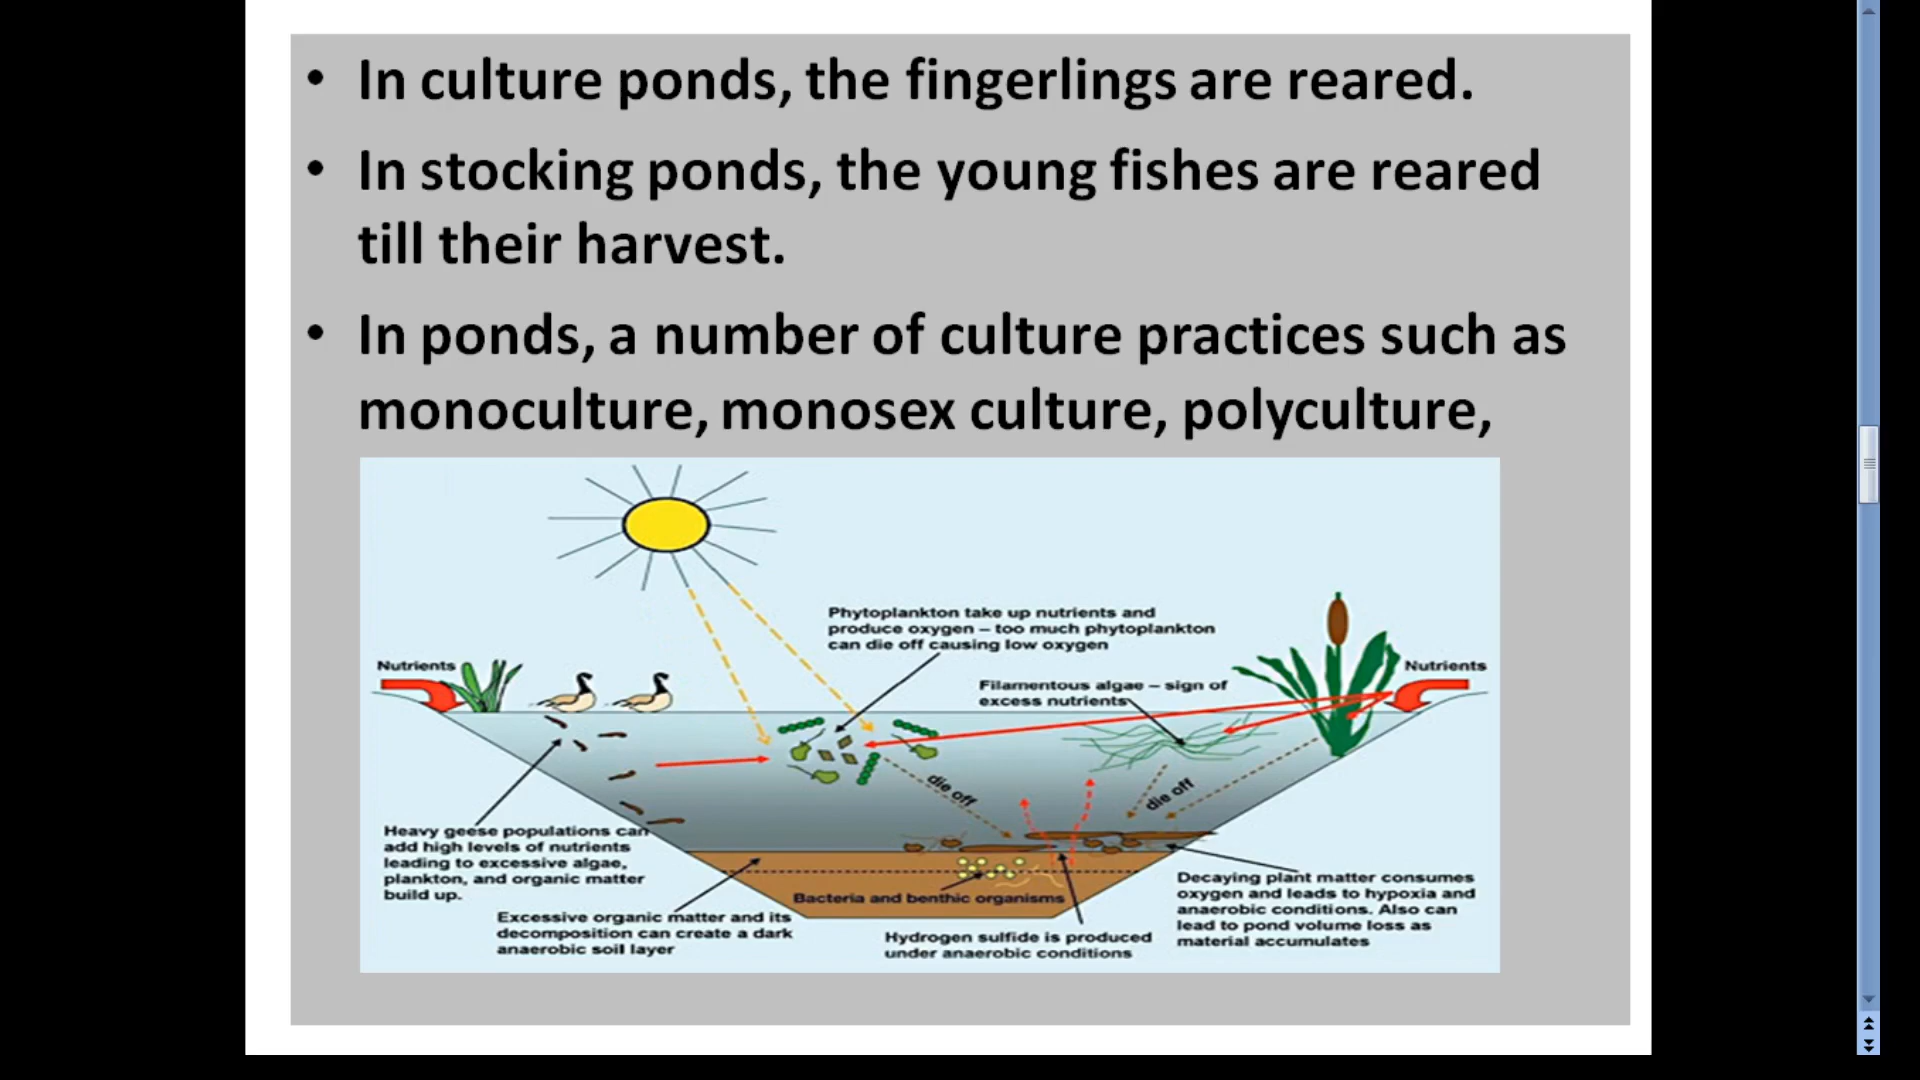 • In culture ponds, the fingerlings are reared.
• In stocking ponds, the young fishes are reared
till their harvest.
• In ponds, a number of culture practices such as
monoculture, monosex culture, polyculture,
Phytoplankton take up nutrients and
produce oxygen – too much phytoplankton
can die off causing low oxygen
Nutrients
Nutrients
Filamentous algae – sign of
excess nutrients
die off
die off
Heavy geese populations can
add high levels of nutrients
leading to excessive algae,
plankton, and organic matter
build up.
Bacteria and benthic organisms
Decaying plant matter consumes
oxygen and leads to hypoxia and
anaerobic conditions. Also can
lead to pond volume loss as
material accumulates
Excessive organic matter and its
decomposition can create a dark
anaerobic soil layer
Hydrogen sulfide is produced
under anaerobic conditions